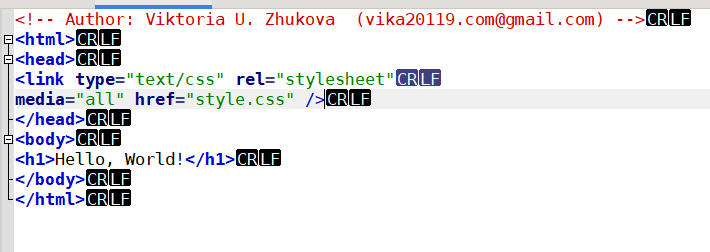 <!-- Author: Viktoria U. Zhukova  (vika20119.com@gmail.com) -->CRLF
<html>CRLF
<head>CRLF
<link type="text/css" rel="stylesheet"CRLF
media="all" href="style.css" />CRLF
</head>CRLF
<body>CRLF
<h1>Hello, World!</h1>CRLF
</body>CRLF
</html>CRLF